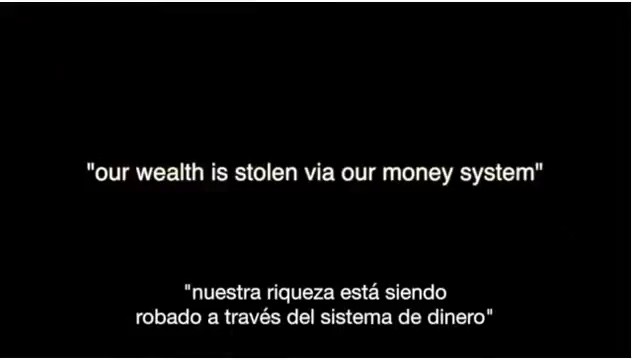 "our wealth is stolen via our money system"
"nuestra riqueza está siendo
robado a través del sistema de dinero"